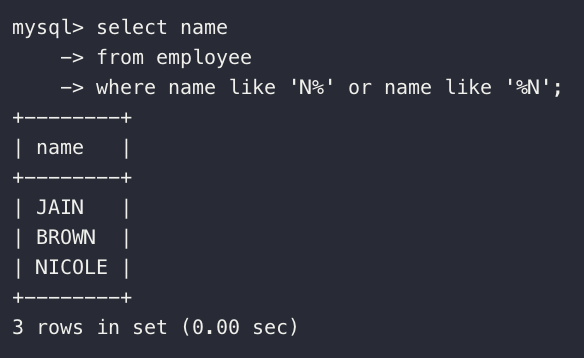 mysql> select name
    -> from employee
    -> where name like 'N%' or name like '%N';
+--------+
| name   |
+--------+
| JAIN   |
| BROWN  |
| NICOLE |
+--------+
3 rows in set (0.00 sec)